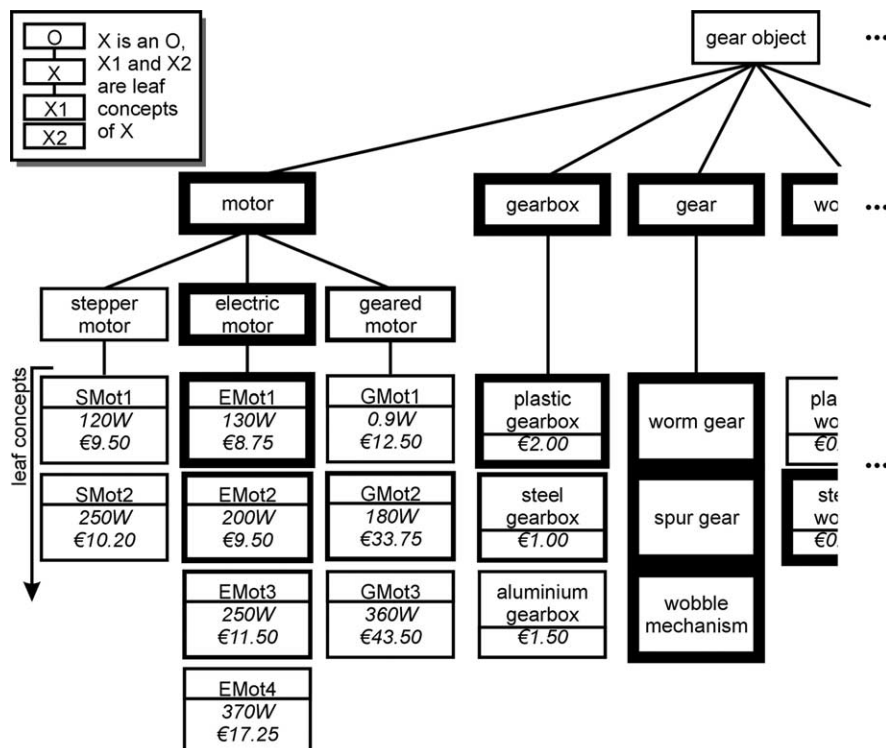 O
X
X1
X2
X is an O,
X1 and X2
are leaf
concepts
of X
gear object
...
motor
gearbox
gear
...
stepper
motor
electric
motor
geared
motor
leaf concepts
SMot1
120W
€9.50
EMot1
130W
€8.75
GMot1
0.9W
€12.50
plastic
gearbox
€2.00
worm gear
SMot2
250W
€10.20
EMot2
200W
€9.50
GMot2
180W
€33.75
steel
gearbox
€1.00
spur gear
...
EMot3
250W
€11.50
GMot3
360W
€43.50
aluminium
gearbox
€1.50
wobble
mechanism
EMot4
370W
€17.25